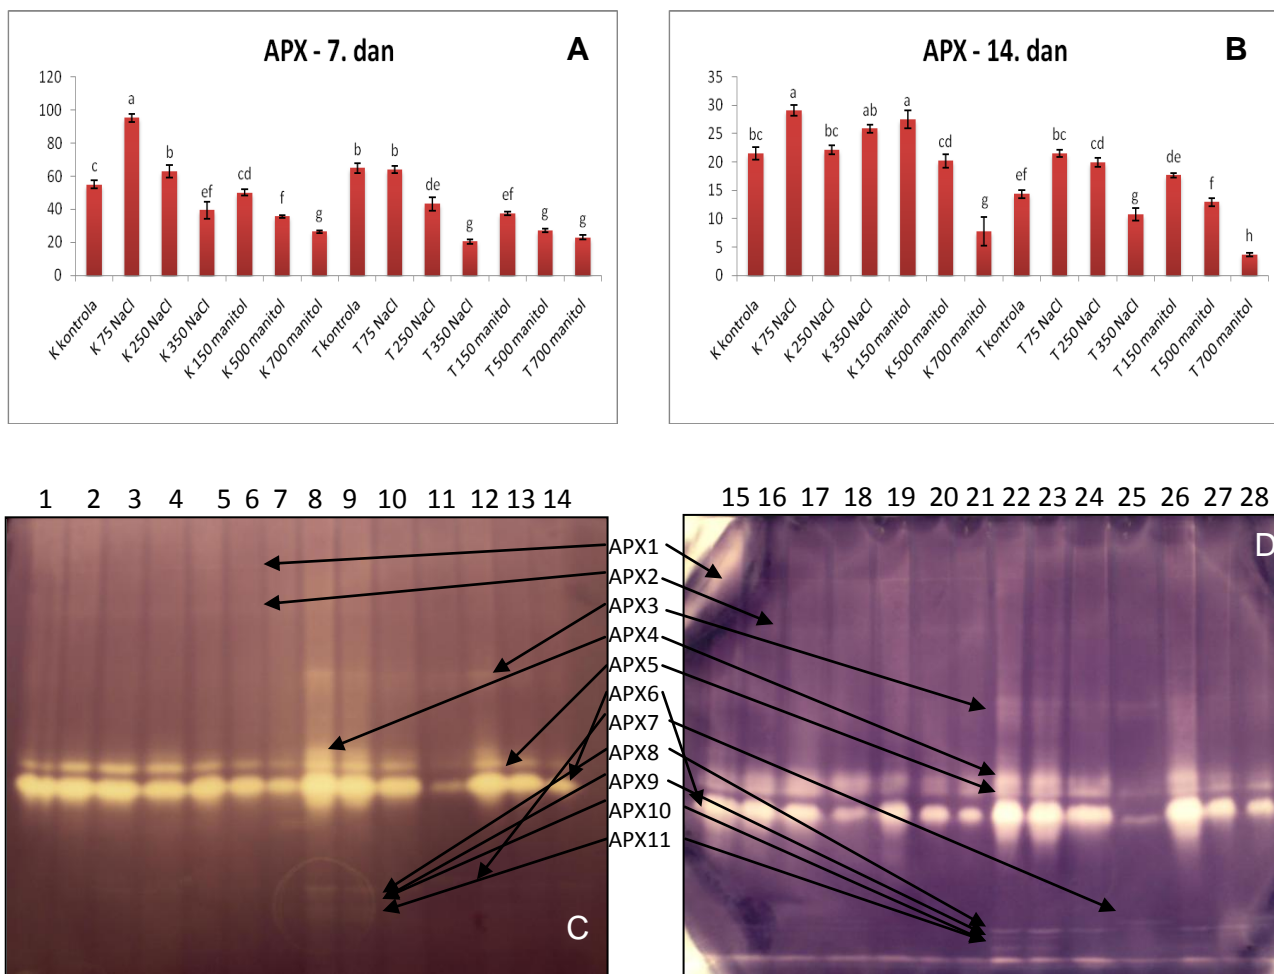 APX - 7. dan
A
120
100
80
60
40
20
0
c
a
b
ef
cd
f
g
b
b
de
g
ef
g
g
K kontrola
K 75 NaCl
K 250 NaCl
K 350 NaCl
K 150 manitol
K 500 manitol
K 700 manitol
T kontrola
T 75 NaCl
T 250 NaCl
T 350 NaCl
T 150 manitol
T 500 manitol
T 700 manitol
APX - 14. dan
B
35
30
25
20
15
10
5
0
bc
a
bc
ab
a
cd
g
ef
bc
cd
g
de
f
h
K kontrola
K 75 NaCl
K 250 NaCl
K 350 NaCl
K 150 manitol
K 500 manitol
K 700 manitol
T kontrola
T 75 NaCl
T 250 NaCl
T 350 NaCl
T 150 manitol
T 500 manitol
T 700 manitol
1 2 3 4 5 6 7 8 9 10 11 12 13 14
C
APX1
APX2
APX3
APX4
APX5
APX6
APX7
APX8
APX9
APX10
APX11
15 16 17 18 19 20 21 22 23 24 25 26 27 28
D